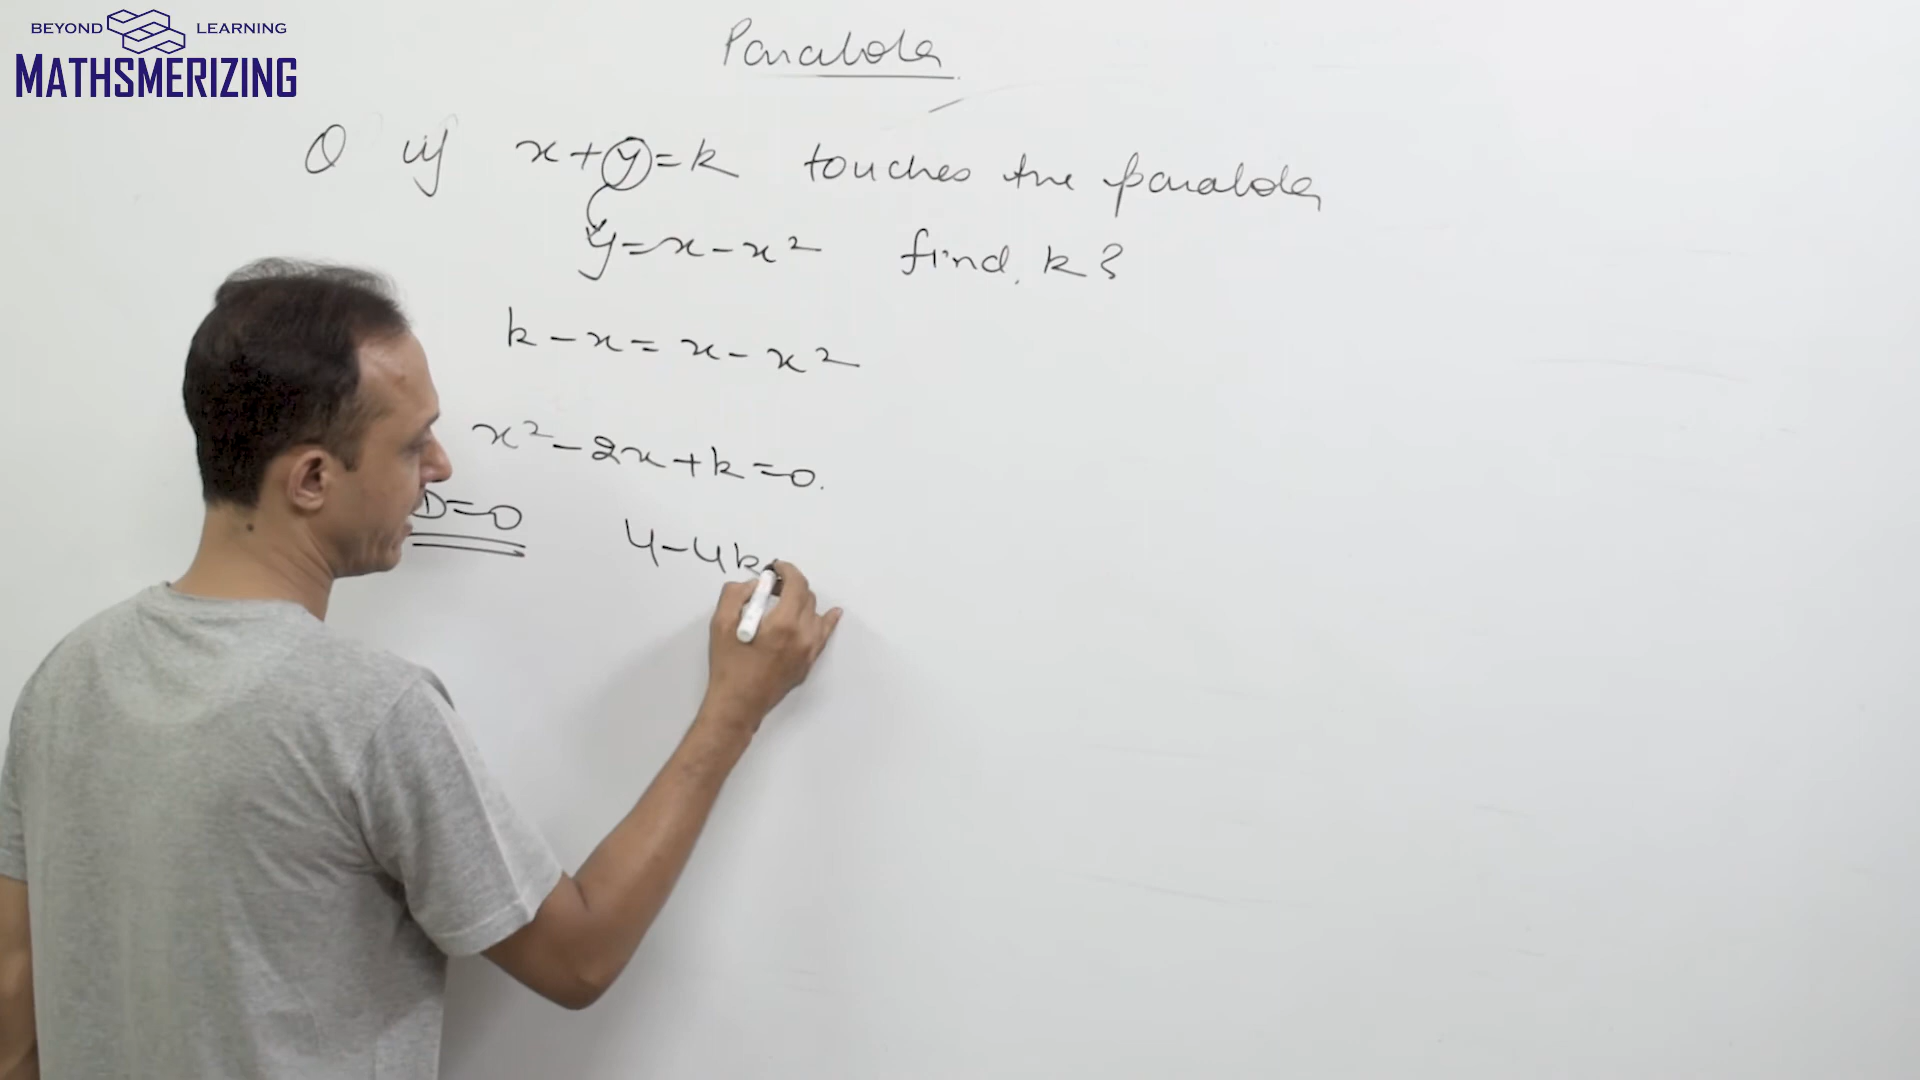 BEYOND LEARNING
MATHSMERIZING
Parabola
Q if x+y=k touches the parabola
y=x-x² find k?
k-x=x-x²
x²-2x+k=0.
D=0 4-4k